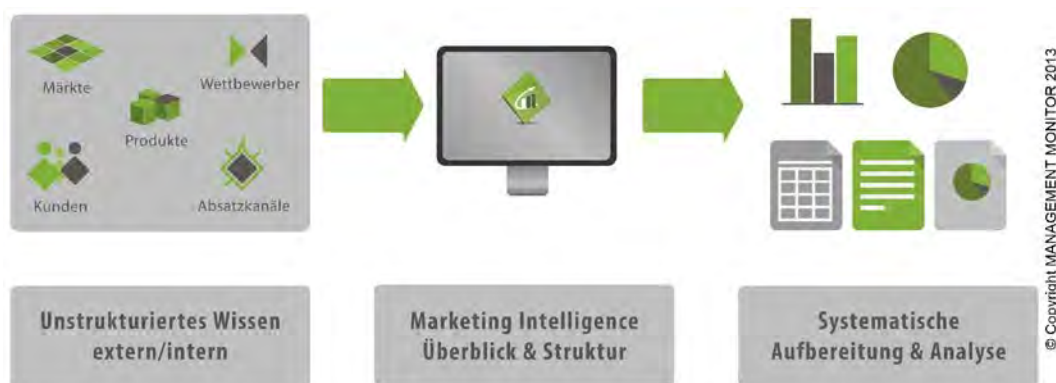 Märkte
Wettbewerber
Produkte
Kunden
Absatzkanäle
Unstrukturiertes Wissen
extern/intern
Marketing Intelligence
Überblick & Struktur
Systematische
Aufbereitung & Analyse
© Copyright MANAGEMENT MONITOR 2013